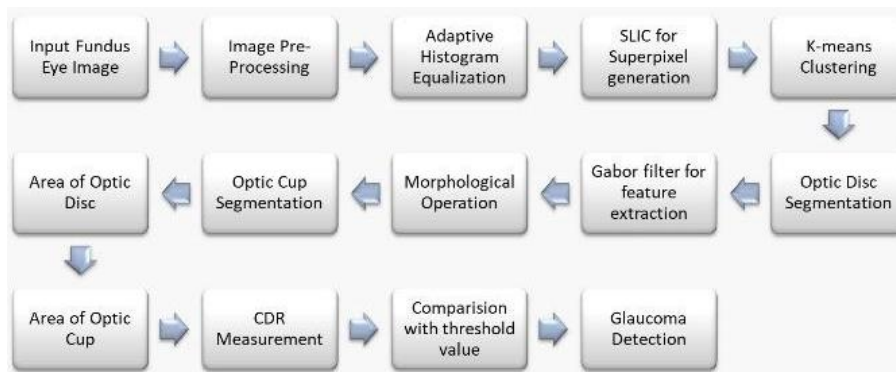 Input Fundus
Eye Image
Image Pre-
Processing
Adaptive
Histogram
Equalization
SLIC for
Superpixel
generation
K-means
Clustering
Optic Disc
Segmentation
Gabor filter for
feature
extraction
Morphological
Operation
Optic Cup
Segmentation
Area of Optic
Disc
Area of Optic
Cup
CDR
Measurement
Comparision
with threshold
value
Glaucoma
Detection